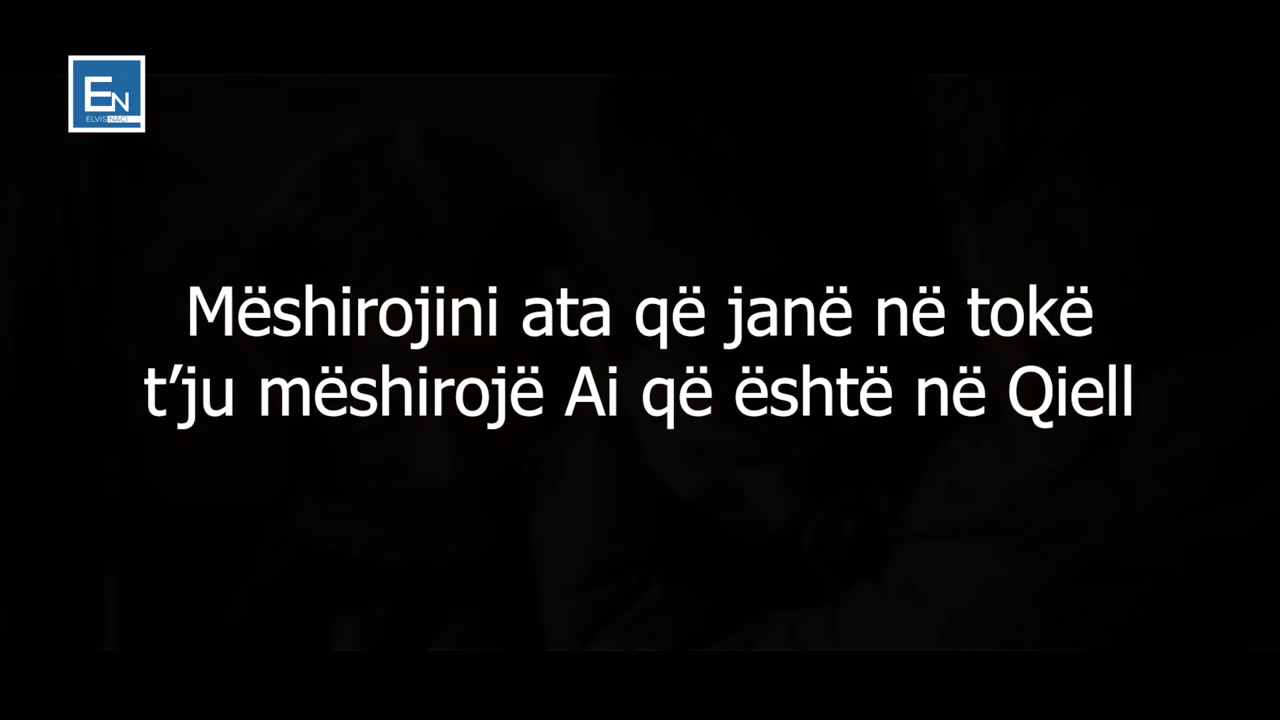 EN
ELVIS NAÇI
Mëshirojini ata që janë në tokë
t’ju mëshirojë Ai që është në Qiell